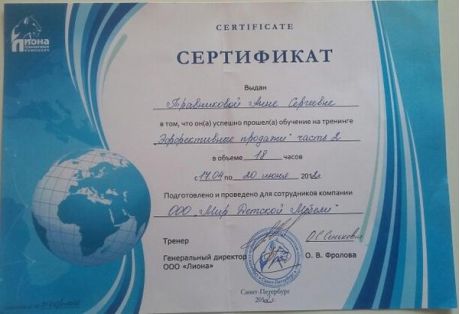 Лиона
CERTIFICATE
СЕРТИФИКАТ
Выдан
Травниковой Анне Сергеевне
в том, что он(а) успешно прошел(а) обучение на тренинге
"Эффективные продажи" часть 2
в объеме 18 часов
по 20 июня
Подготовлено и проведено для сотрудников компании
ООО "Мир Детской Мебели"
Тренер
Генеральный директор О. В. Фролова
ООО «Лиона»
Санкт-Петербург